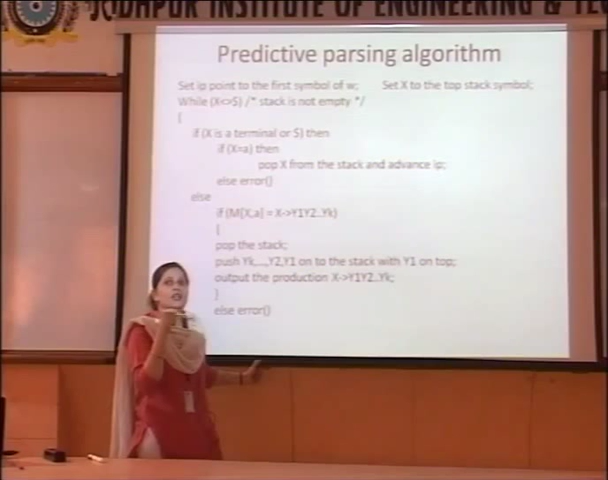 JODHPUR INSTITUTE OF ENGINEERING & TE
Predictive parsing algorithm
Set ip point to the first symbol of w; Set X to the top stack symbol;
While (X<>$) /* stack is not empty */
{
if (X is a terminal or $) then
if (X=a) then
pop X from the stack and advance ip;
else error()
else
if (M[X,a] = X->Y1Y2..Yk)
{
pop the stack;
push Yk,...,Y2,Y1 on to the stack with Y1 on top;
output the production X->Y1Y2..Yk;
}
else error()